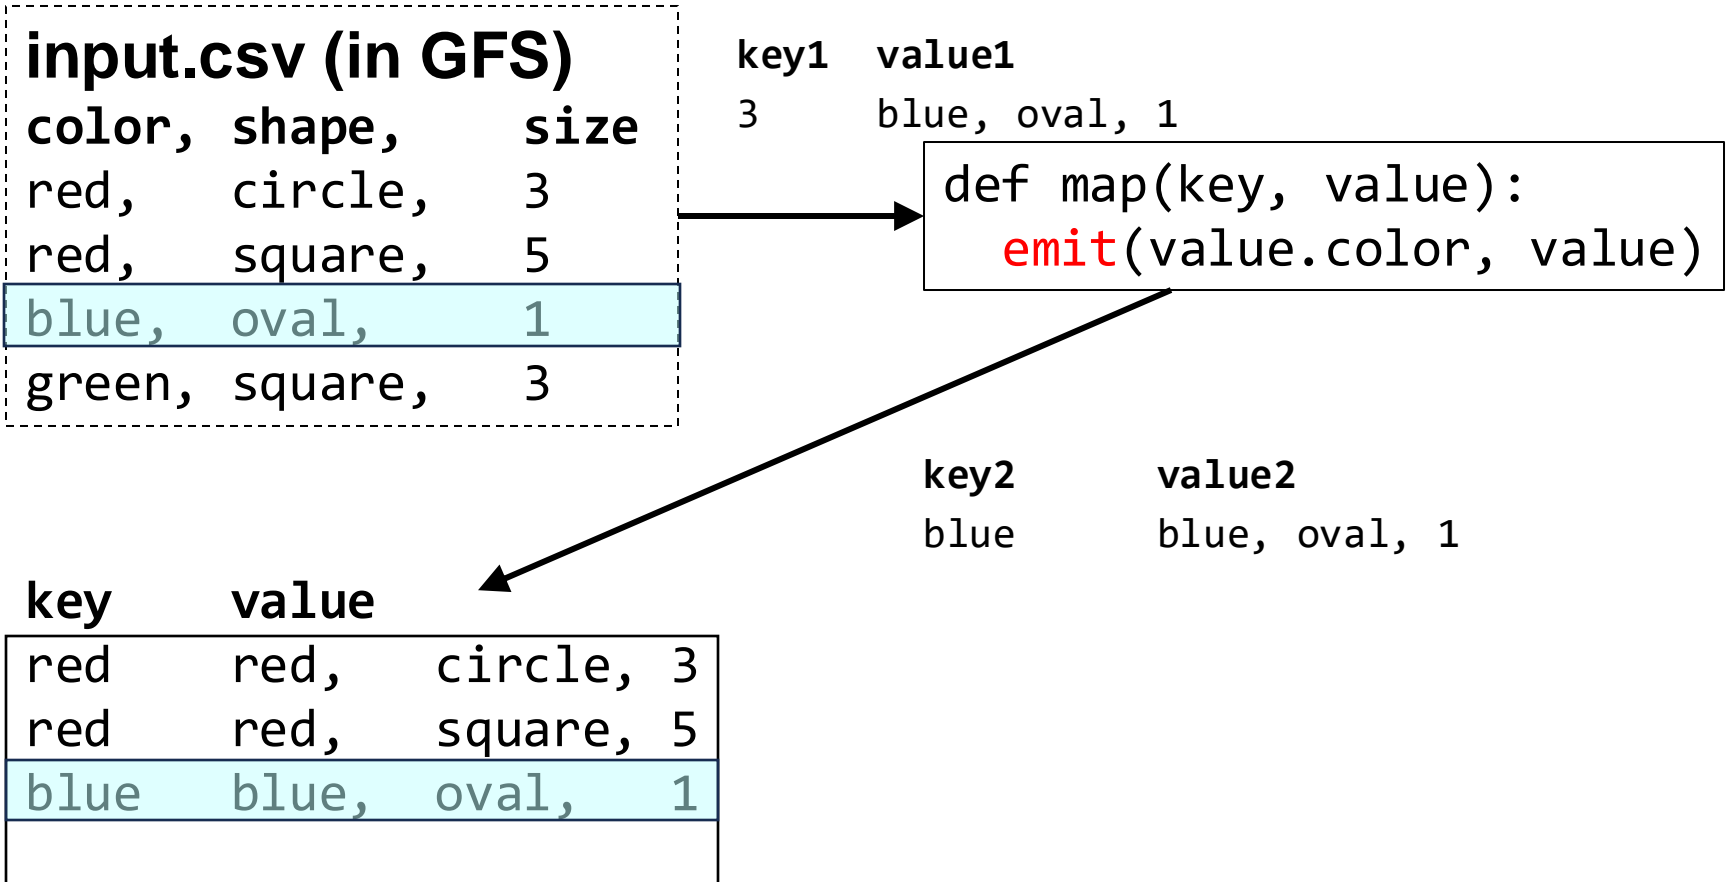 input.csv (in GFS)
color, shape, size
red, circle, 3
red, square, 5
blue, oval, 1
green, square, 3
key1 value1
3 blue, oval, 1
def map(key, value):
emit(value.color, value)
key2 value2
blue blue, oval, 1
key value
red red, circle, 3
red red, square, 5
blue blue, oval, 1